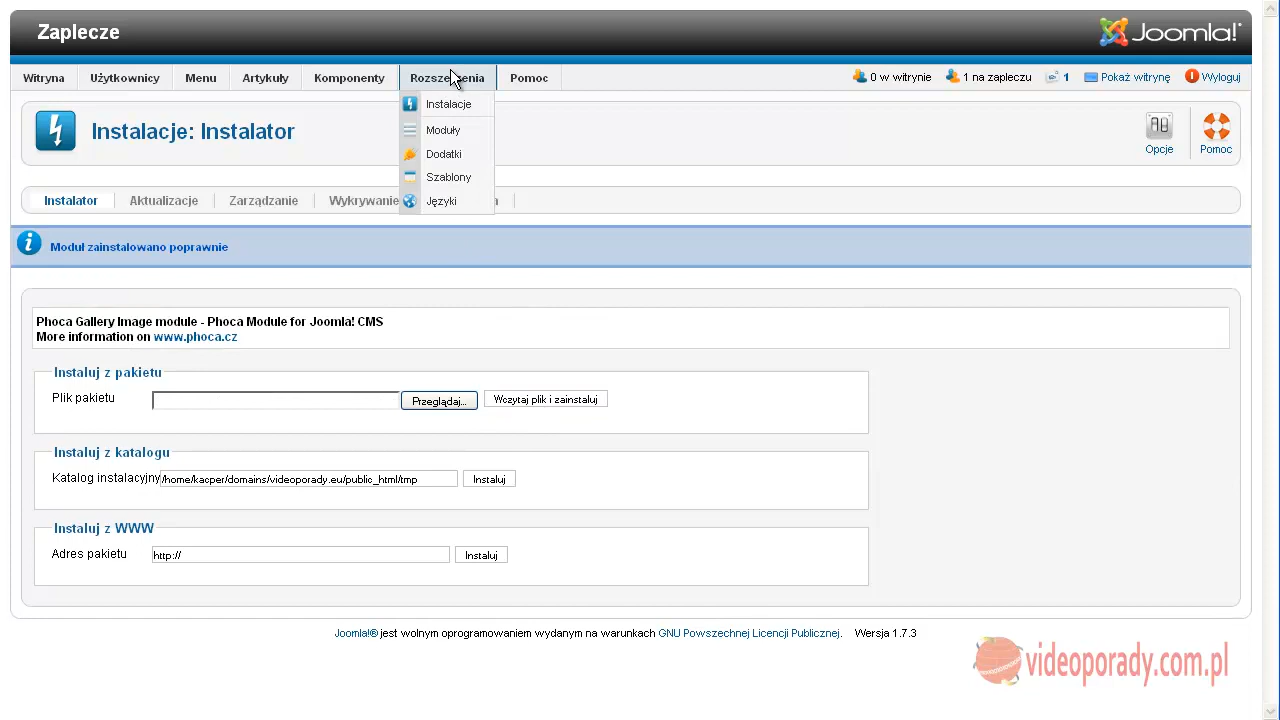 Zaplecze
Joomla!
Witryna Użytkownicy Menu Artykuły Komponenty Rozszerzenia Pomoc 0 w witrynie 1 na zapleczu 1 Pokaż witrynę Wyloguj
Instalacje
Moduły
Dodatki
Szablony
Języki
Instalacje: Instalator
Opcje Pomoc
Instalator Aktualizacje Zarządzanie Wykrywanie
Moduł zainstalowano poprawnie
Phoca Gallery Image module - Phoca Module for Joomla! CMS
More information on www.phoca.cz
Instaluj z pakietu
Plik pakietu Przeglądaj... Wczytaj plik i zainstaluj
Instaluj z katalogu
Katalog instalacyjny /home/kacper/domains/videoporady.eu/public_html/tmp Instaluj
Instaluj z WWW
Adres pakietu http:// Instaluj
Joomla!® jest wolnym oprogramowaniem wydanym na warunkach GNU Powszechnej Licencji Publicznej. Wersja 1.7.3
videoporady.com.pl